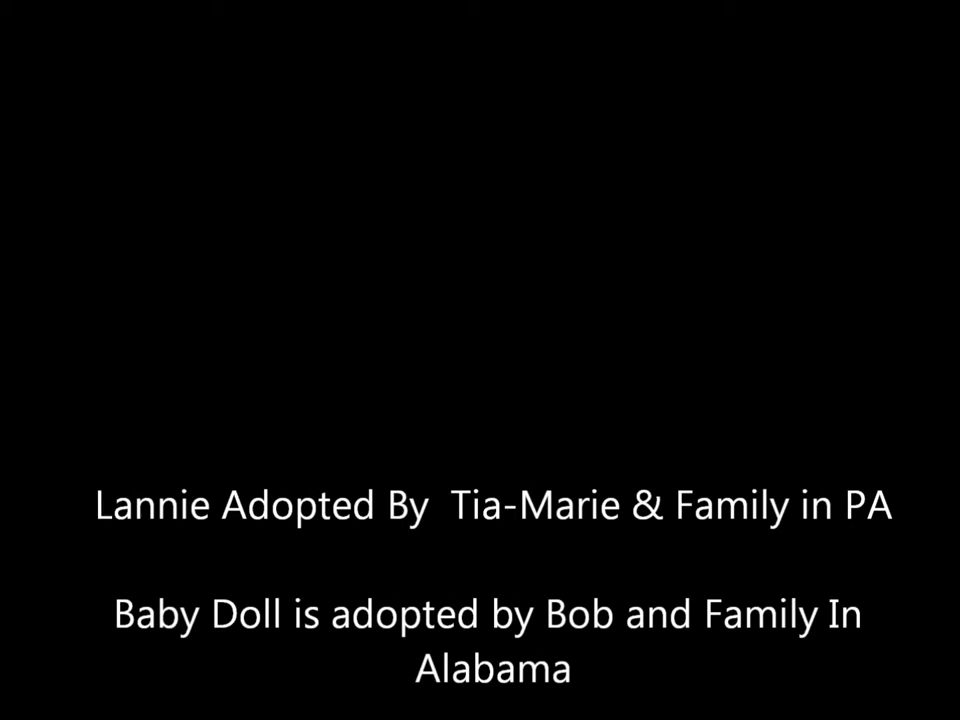 Lannie Adopted By  Tia-Marie & Family in PA
Baby Doll is adopted by Bob and Family In
Alabama